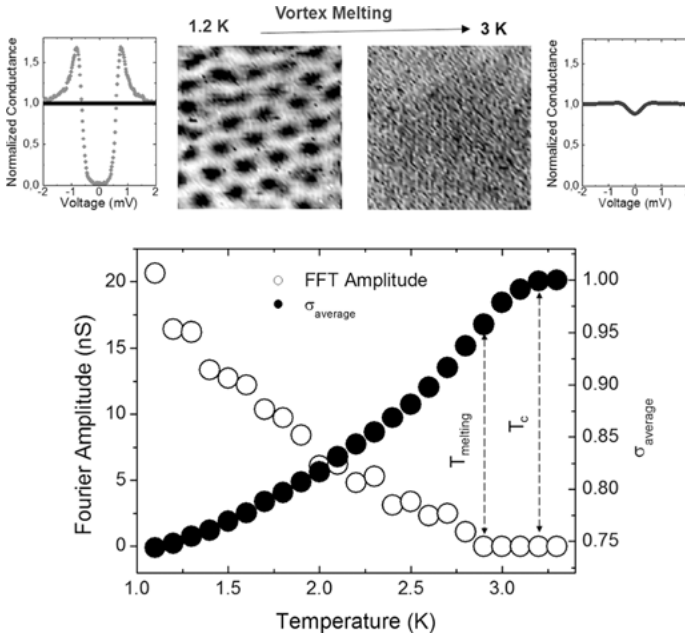 Vortex Melting
1.2 K
3 K
Normalized Conductance
1,5
1,0
0,5
0,0
-2 -1 0 1 2
Voltage (mV)
Normalized Conductance
1,5
1,0
0,5
0,0
-2 -1 0 1 2
Voltage (mV)
Fourier Amplitude (nS)
20
15
10
5
0
FFT Amplitude
σaverage
Tmelting
Tc
1.00
0.95
0.90
0.85
0.80
0.75
σaverage
1.0 1.5 2.0 2.5 3.0
Temperature (K)